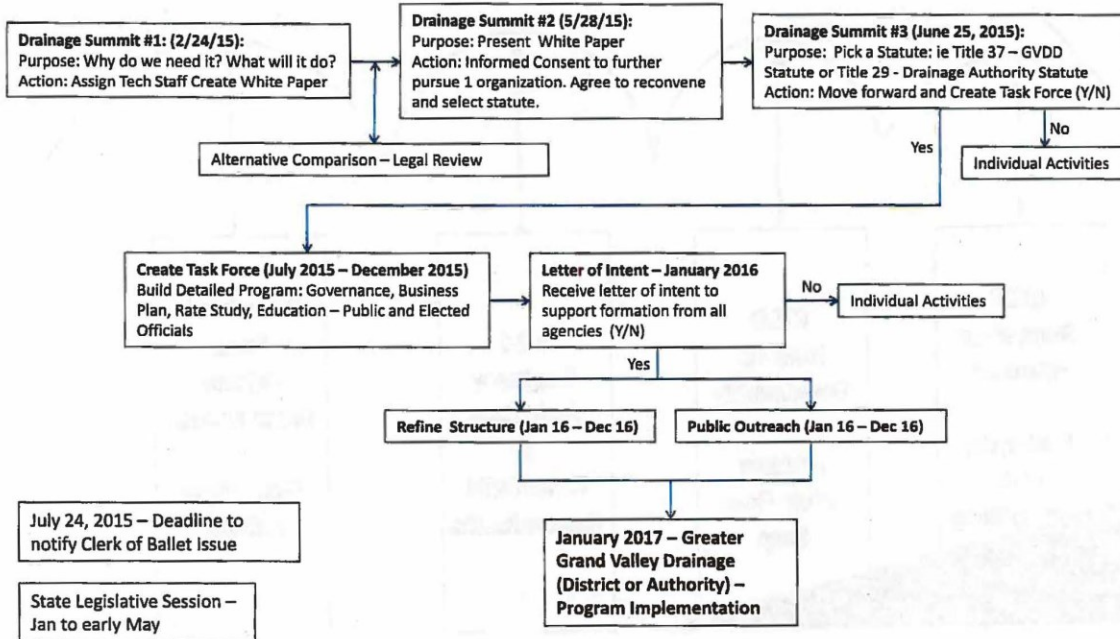 Drainage Summit #1: (2/24/15):
Purpose: Why do we need it? What will it do?
Action: Assign Tech Staff Create White Paper
Drainage Summit #2 (5/28/15):
Purpose: Present White Paper
Action: Informed Consent to further
pursue 1 organization. Agree to reconvene
and select statute.
Drainage Summit #3 (June 25, 2015):
Purpose: Pick a Statute: ie Title 37 – GVDD
Statute or Title 29 - Drainage Authority Statute
Action: Move forward and Create Task Force (Y/N)
Alternative Comparison – Legal Review
Yes
No
Individual Activities
Create Task Force (July 2015 – December 2015)
Build Detailed Program: Governance, Business
Plan, Rate Study, Education – Public and Elected
Officials
Letter of Intent – January 2016
Receive letter of intent to
support formation from all
agencies (Y/N)
No
Individual Activities
Yes
Refine Structure (Jan 16 – Dec 16)
Public Outreach (Jan 16 – Dec 16)
July 24, 2015 – Deadline to
notify Clerk of Ballet Issue
January 2017 – Greater
Grand Valley Drainage
(District or Authority) –
Program Implementation
State Legislative Session –
Jan to early May